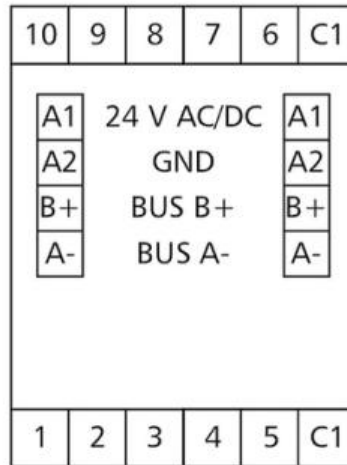 10 9 8 7 6 C1
A1 24 V AC/DC A1
A2 GND A2
B+ BUS B+ B+
A- BUS A- A-
1 2 3 4 5 C1